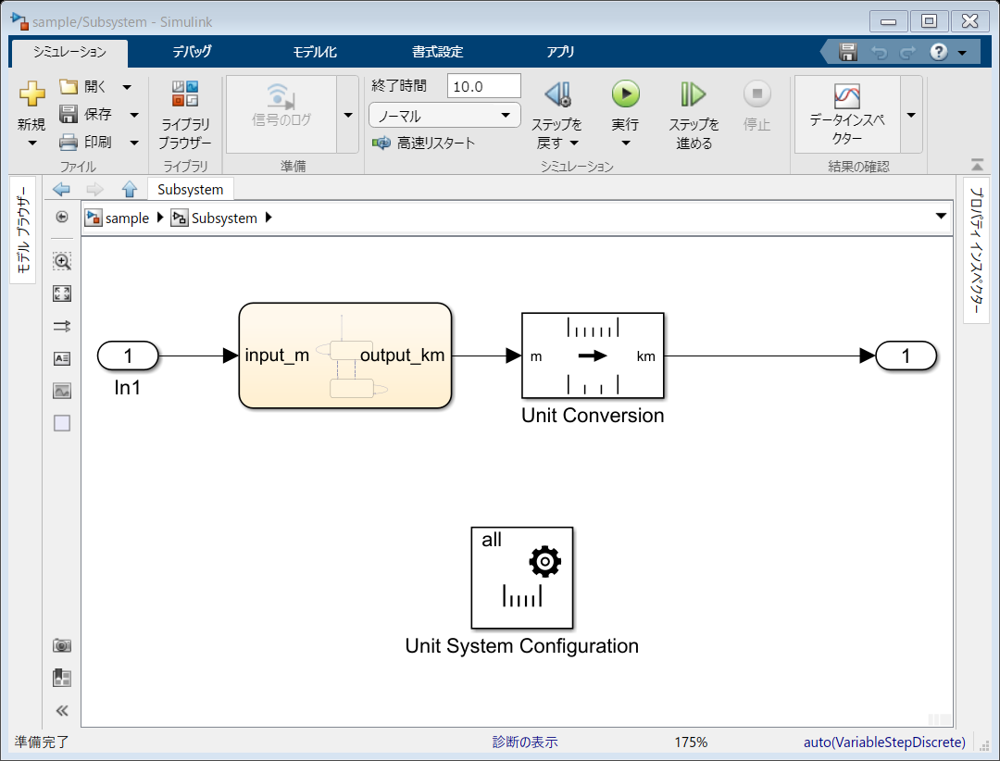 sample/Subsystem - Simulink
シミュレーション
デバッグ
モデル化
書式設定
アプリ
?
新規
開く
保存
印刷
ファイル
ライブラリ
ブラウザー
ライブラリ
信号のログ
準備
終了時間
10.0
ノーマル
高速リスタート
ステップを
戻す
実行
ステップを
進める
停止
シミュレーション
データインスペ
クター
結果の確認
モデル ブラウザー
Subsystem
sample
Subsystem
プロパティ インスペクター
1
In1
input_m
output_km
m
km
Unit Conversion
1
all
Unit System Configuration
準備完了
診断の表示
175%
auto(VariableStepDiscrete)